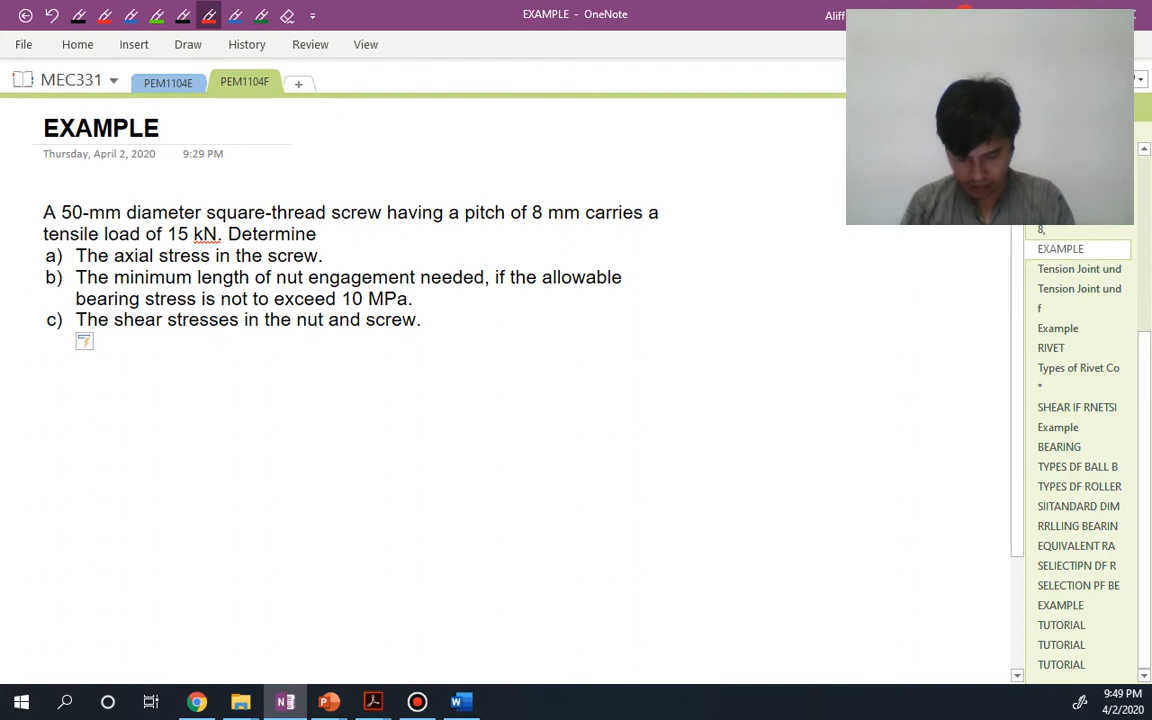 EXAMPLE - OneNote
Aliff
File Home Insert Draw History Review View
MEC331 PEM1104E PEM1104F
EXAMPLE
Thursday, April 2, 2020 9:29 PM
A 50-mm diameter square-thread screw having a pitch of 8 mm carries a
tensile load of 15 kN. Determine
a) The axial stress in the screw.
b) The minimum length of nut engagement needed, if the allowable
bearing stress is not to exceed 10 MPa.
c) The shear stresses in the nut and screw.
8,
EXAMPLE
Tension Joint und
Tension Joint und
f
Example
RIVET
Types of Rivet Co
*
SHEAR IF RNETSI
Example
BEARING
TYPES DF BALL B
TYPES DF ROLLER
SIITANDARD DIM
RRLLING BEARIN
EQUIVALENT RA
SELIECTIPN DF R
SELECTION PF BE
EXAMPLE
TUTORIAL
TUTORIAL
TUTORIAL
9:49 PM
4/2/2020